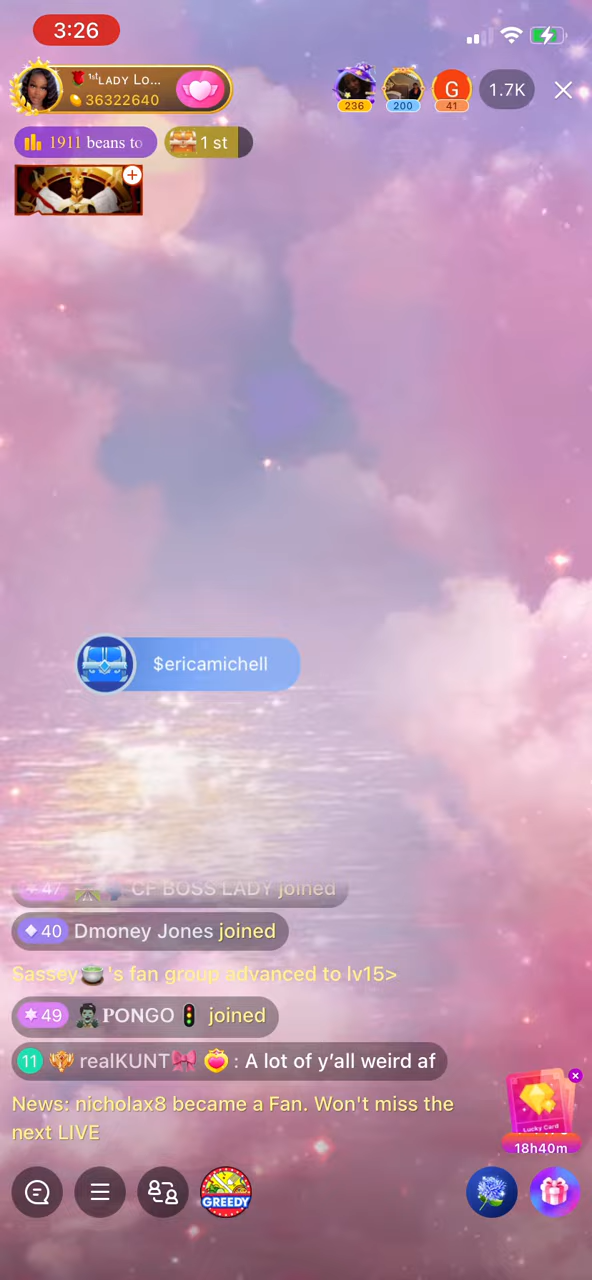 3:26
🌹¹ˢᵗLADY Lo...
36322640
236
200
G
41
1.7K
1911 beans to
1 st
$ericamichell
47 CF BOSS LADY joined
40 Dmoney Jones joined
Sassey🍵's fan group advanced to lv15>
49 PONGO🚦 joined
11 realKUNT🎀 : A lot of y'all weird af
News: nicholax8 became a Fan. Won't miss the
next LIVE
Lucky Card
18h40m
GREEDY